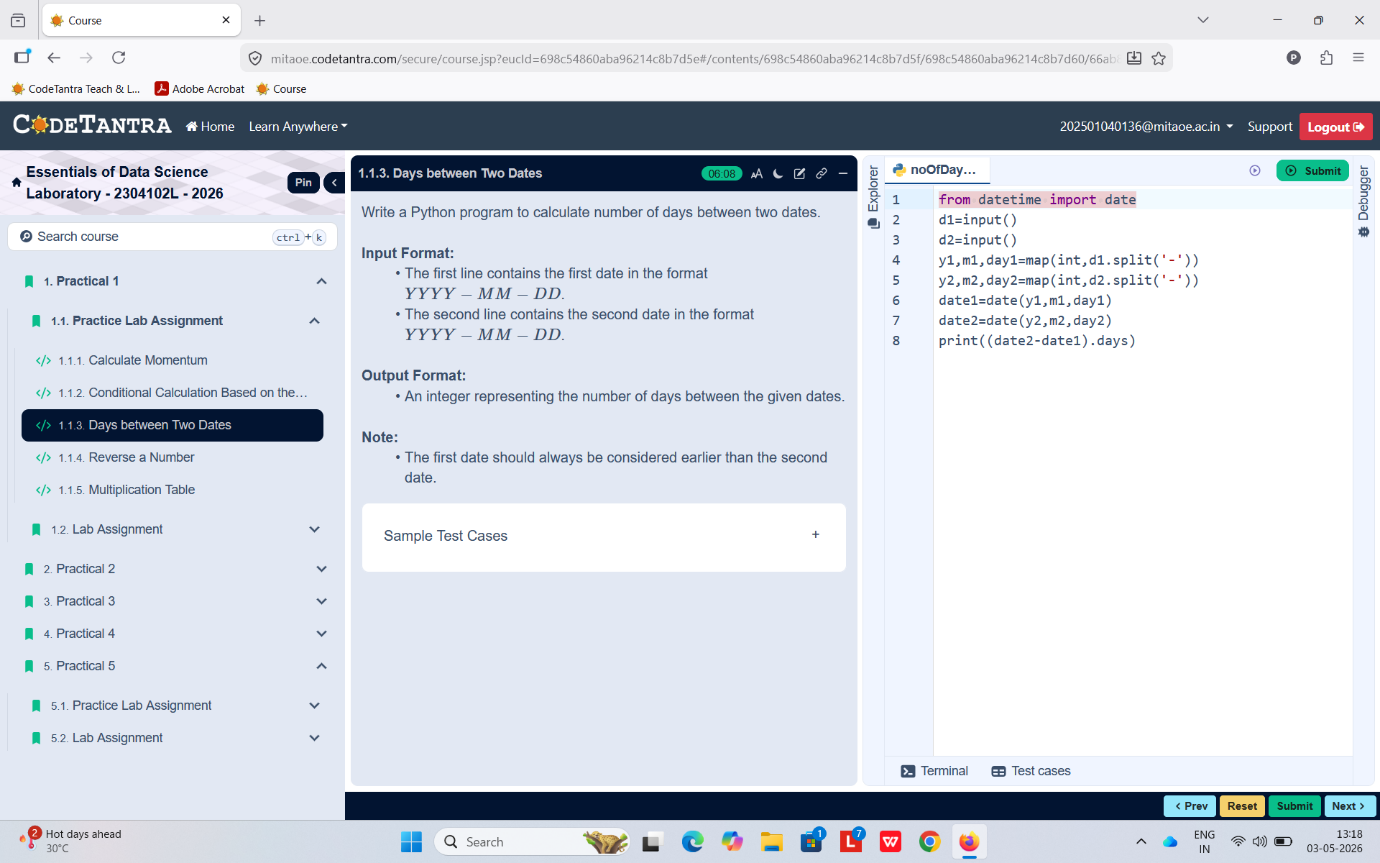 Course
mitaoe.codetantra.com/secure/course.jsp?eucId=698c54860aba96214c8b7d5e#/contents/698c54860aba96214c8b7d5f/698c54860aba96214c8b7d60/66ab
P
CodeTantra Teach & L...
Adobe Acrobat
Course
CODETANTRA
Home
Learn Anywhere
202501040136@mitaoe.ac.in
Support
Logout
Essentials of Data Science
Laboratory - 2304102L - 2026
Pin
Search course
ctrl + k
1. Practical 1
1.1. Practice Lab Assignment
1.1.1. Calculate Momentum
1.1.2. Conditional Calculation Based on the...
1.1.3. Days between Two Dates
1.1.4. Reverse a Number
1.1.5. Multiplication Table
1.2. Lab Assignment
2. Practical 2
3. Practical 3
4. Practical 4
5. Practical 5
5.1. Practice Lab Assignment
5.2. Lab Assignment
1.1.3. Days between Two Dates
06:08
AA
Write a Python program to calculate number of days between two dates.
Input Format:
• The first line contains the first date in the format
YYYY − MM − DD.
• The second line contains the second date in the format
YYYY − MM − DD.
Output Format:
• An integer representing the number of days between the given dates.
Note:
• The first date should always be considered earlier than the second
date.
Sample Test Cases
+
Explorer
noOfDay...
Submit
Debugger
1 from datetime import date
2 d1=input()
3 d2=input()
4 y1,m1,day1=map(int,d1.split('-'))
5 y2,m2,day2=map(int,d2.split('-'))
6 date1=date(y1,m1,day1)
7 date2=date(y2,m2,day2)
8 print((date2-date1).days)
Terminal
Test cases
< Prev
Reset
Submit
Next >
2
Hot days ahead
30°C
Search
1
L
7
W
ENG
IN
13:18
03-05-2026